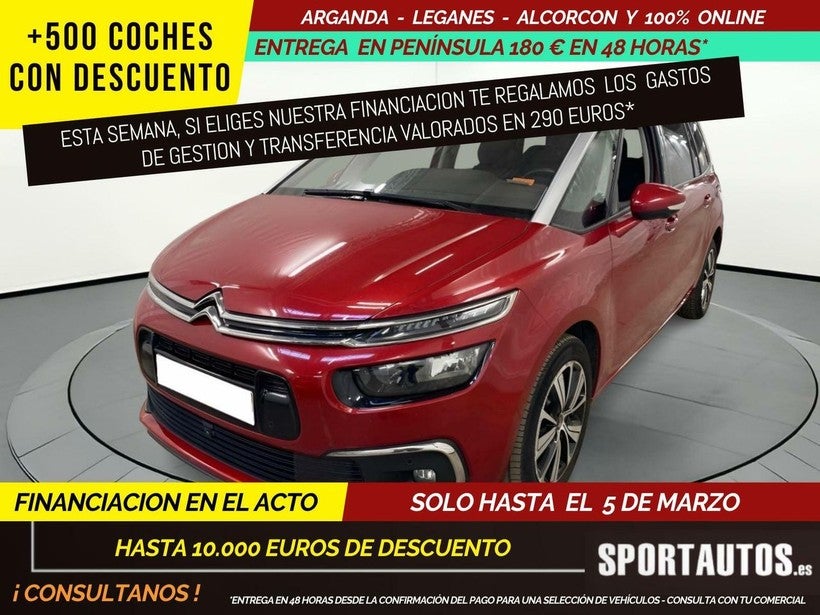 +500 COCHES
CON DESCUENTO
ARGANDA - LEGANES - ALCORCON Y 100% ONLINE
ENTREGA EN PENÍNSULA 180 € EN 48 HORAS*
ESTA SEMANA, SI ELIGES NUESTRA FINANCIACION TE REGALAMOS LOS GASTOS
DE GESTION Y TRANSFERENCIA VALORADOS EN 290 EUROS*
FINANCIACION EN EL ACTO
SOLO HASTA EL 5 DE MARZO
HASTA 10.000 EUROS DE DESCUENTO
SPORTAUTOS.es
¡ CONSULTANOS !
*ENTREGA EN 48 HORAS DESDE LA CONFIRMACIÓN DEL PAGO PARA UNA SELECCIÓN DE VEHÍCULOS - CONSULTA CON TU COMERCIAL